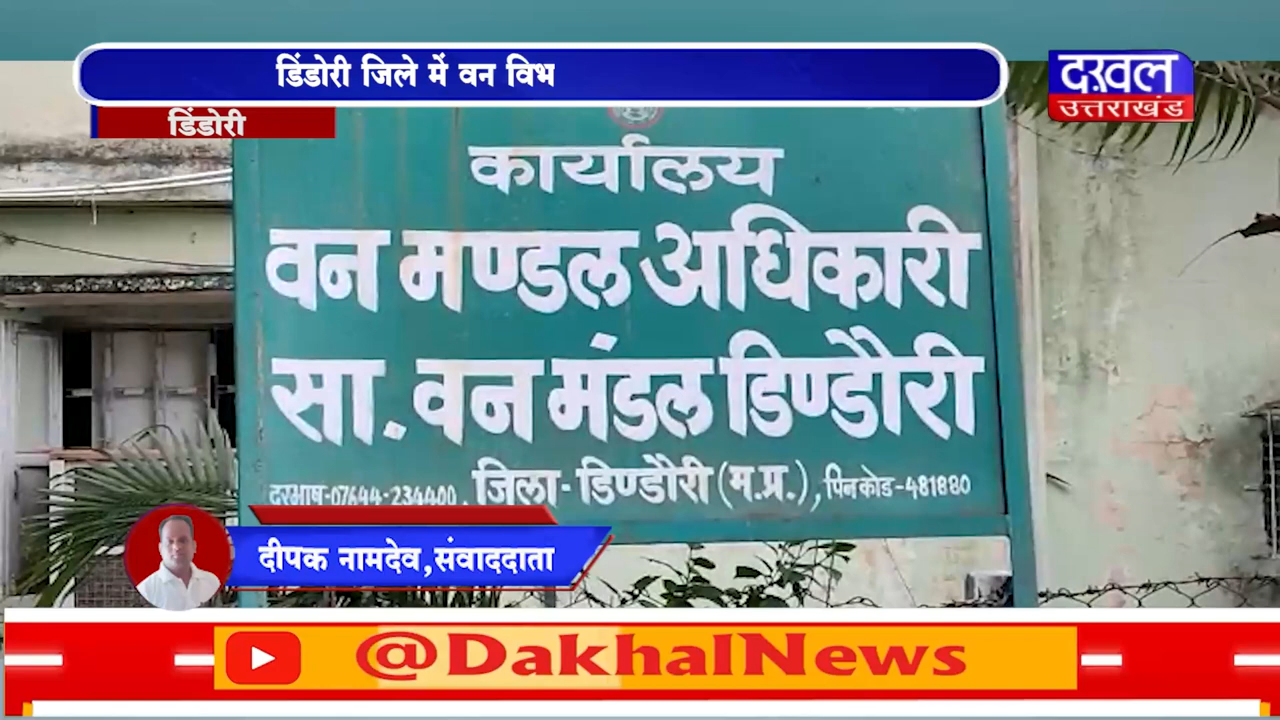 डिंडोरी जिले में वन विभ
दख़ल
उत्तराखंड
डिंडोरी
कार्यालय
वन मण्डल अधिकारी
सा. वन मंडल डिण्डौरी
दूरभाष-07644-234400, जिला- डिण्डौरी (म.प्र.), पिन कोड-481880
दीपक नामदेव,संवाददाता
@DakhalNews